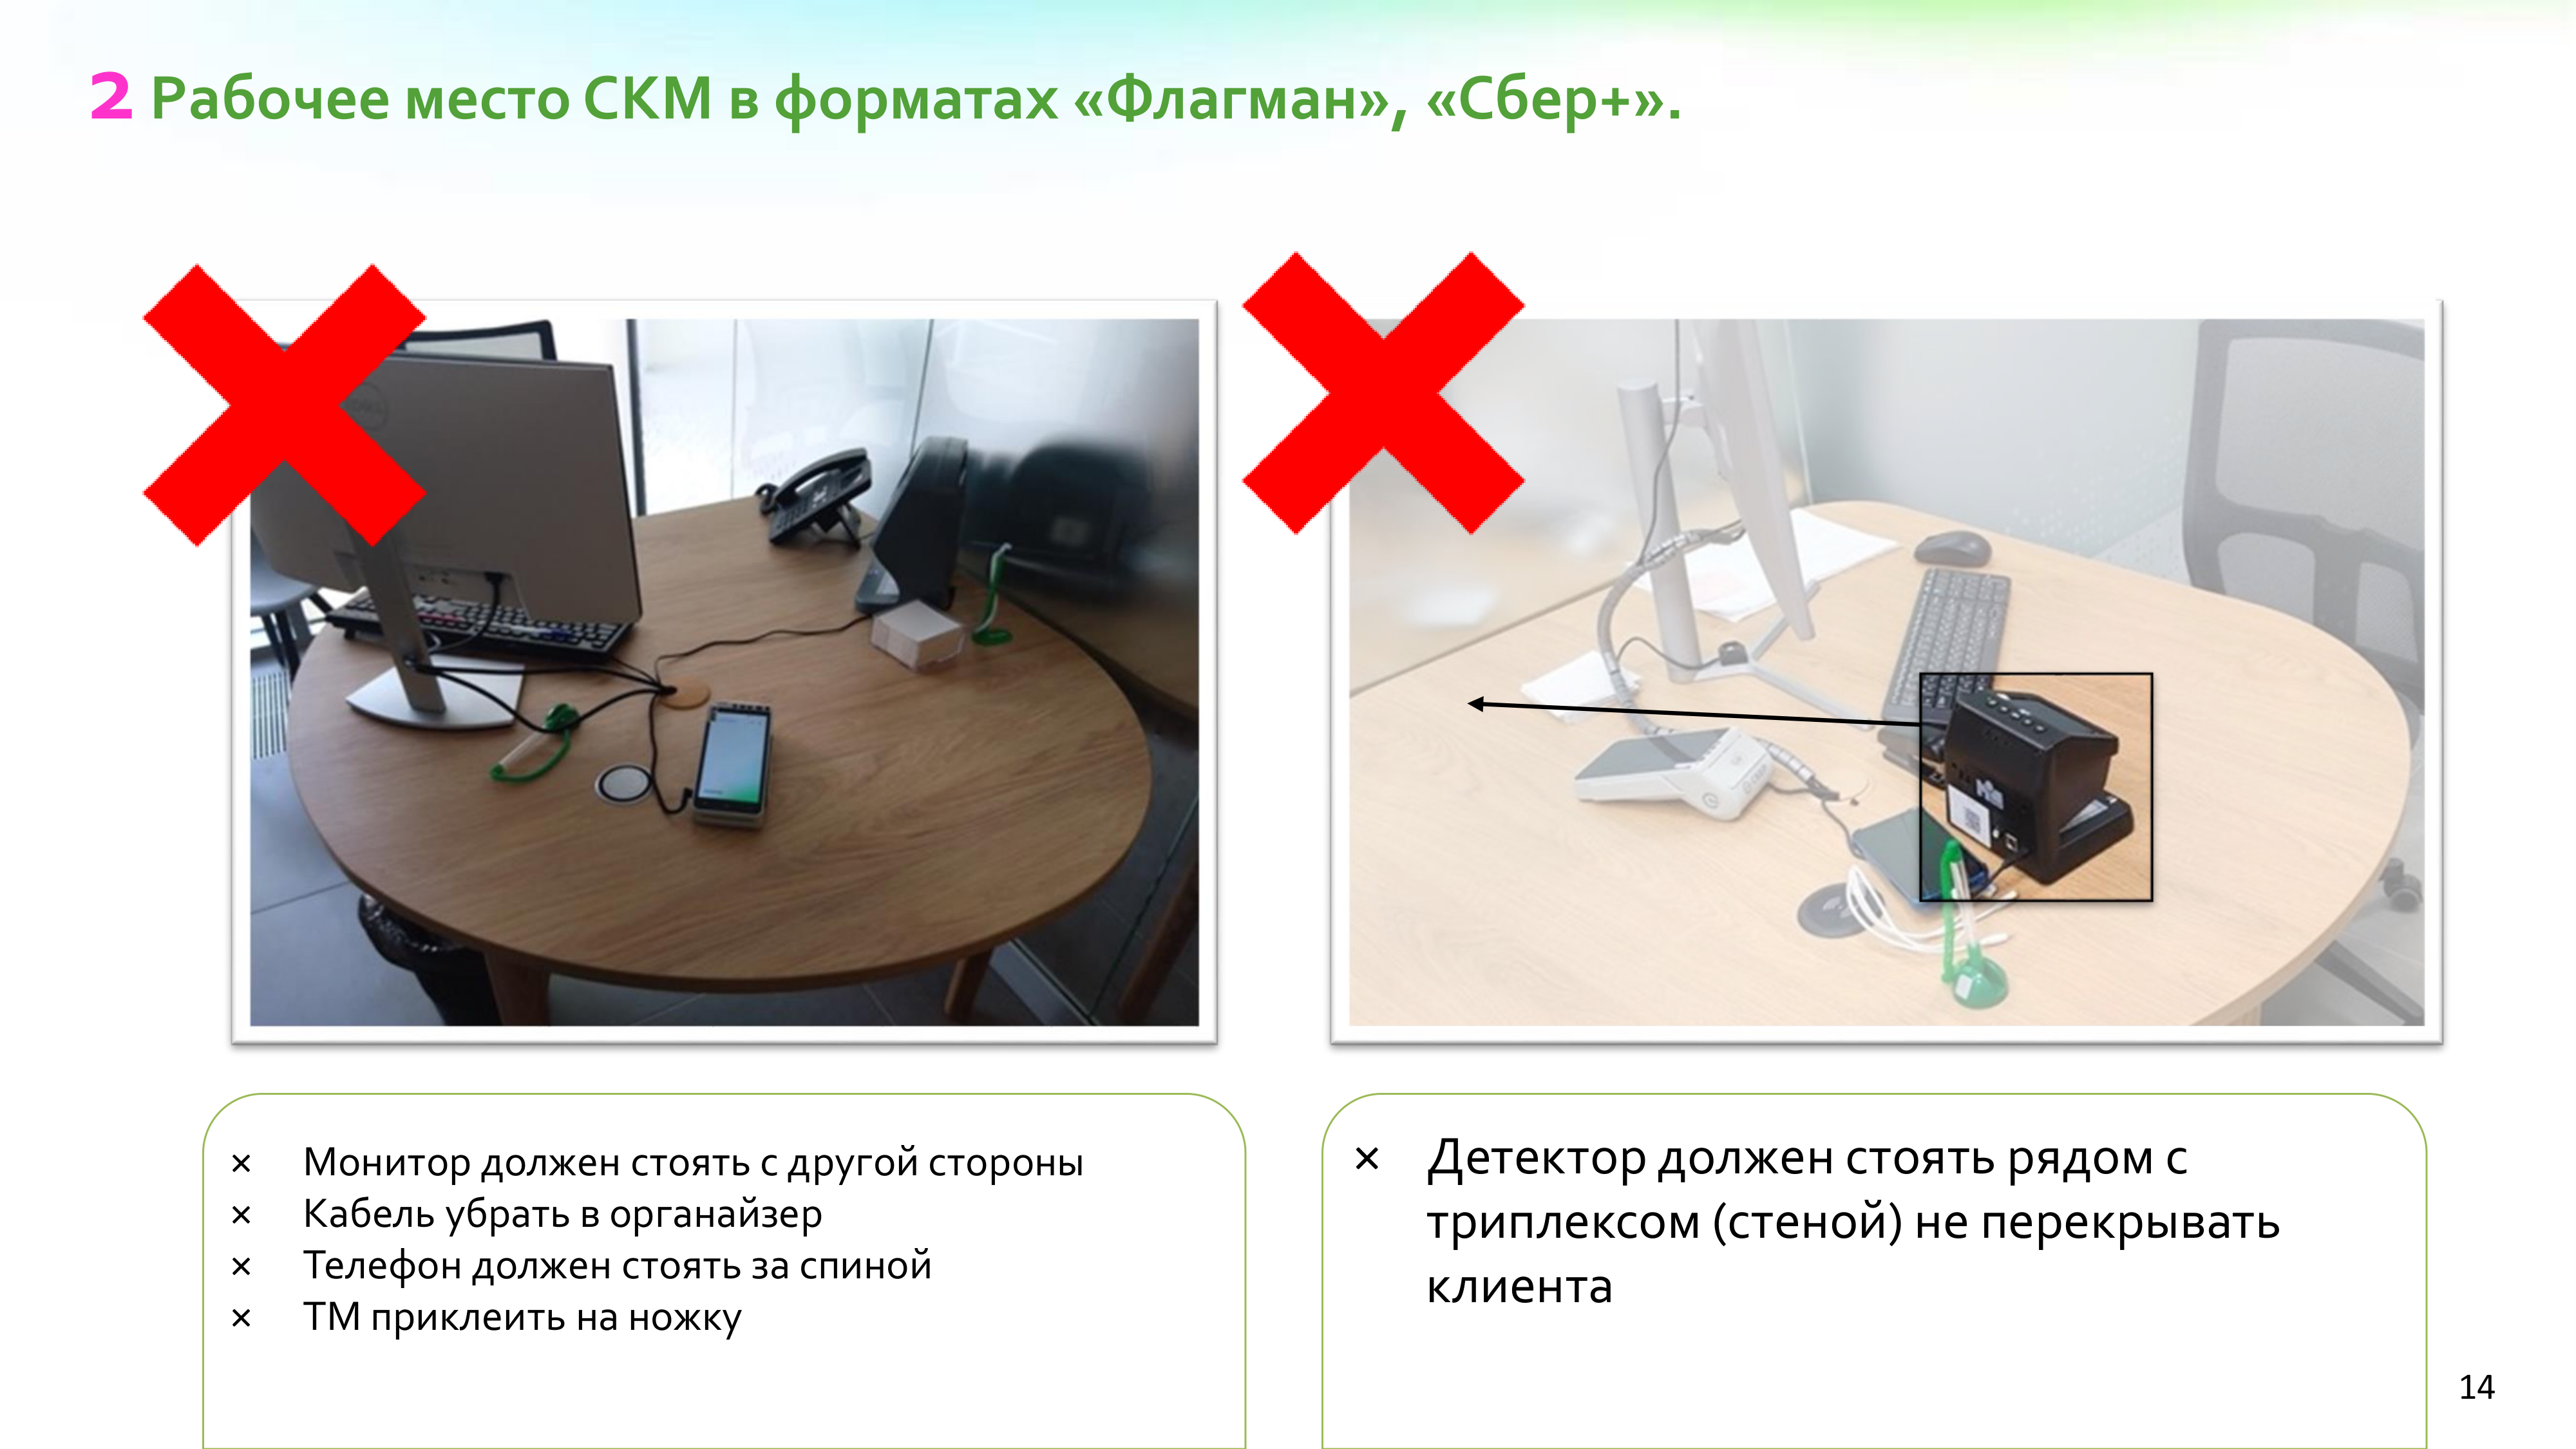 2 Рабочее место СКМ в форматах «Флагман», «Сбер+».
× Монитор должен стоять с другой стороны
× Кабель убрать в органайзер
× Телефон должен стоять за спиной
× ТМ приклеить на ножку
× Детектор должен стоять рядом с
триплексом (стеной) не перекрывать
клиента
14